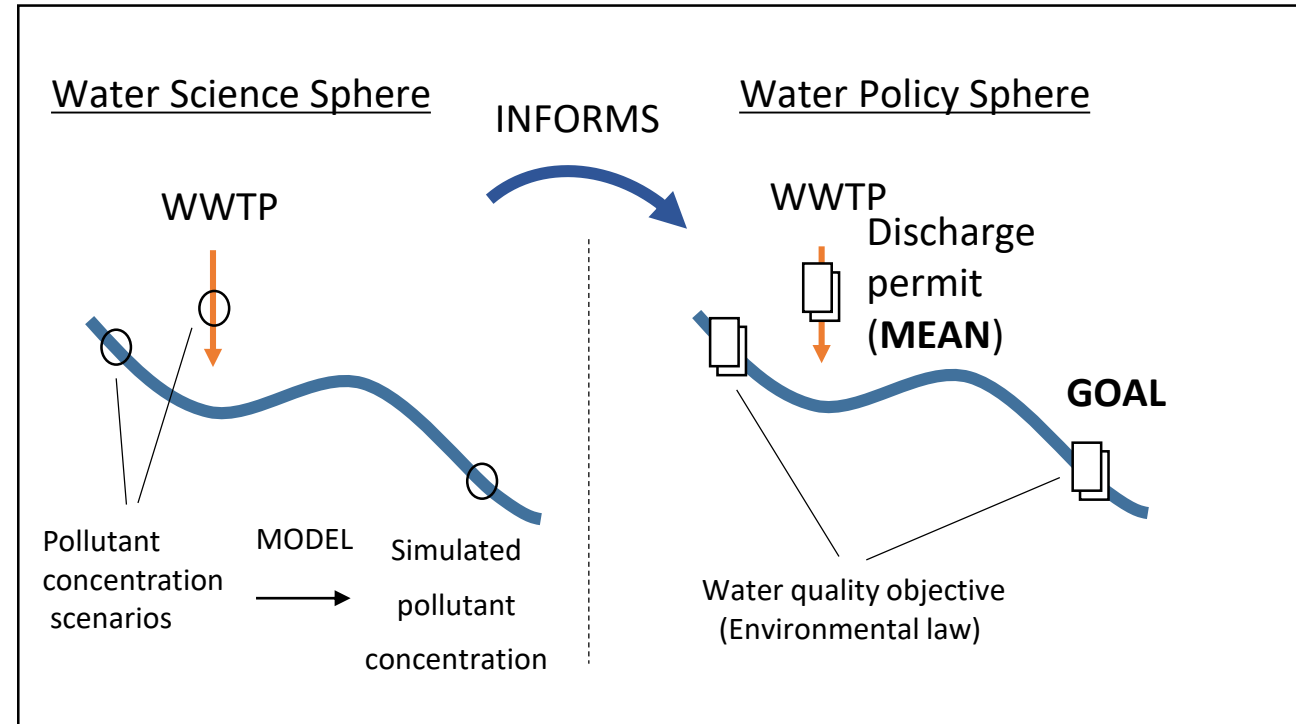 Water Science Sphere
INFORMS
Water Policy Sphere
WWTP
Pollutant
concentration
scenarios
MODEL
Simulated
pollutant
concentration
WWTP
Discharge
permit
(MEAN)
GOAL
Water quality objective
(Environmental law)